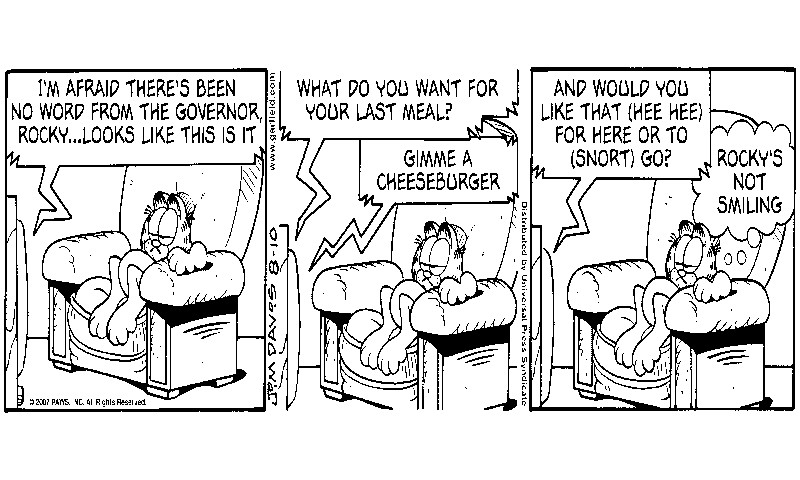 I'M AFRAID THERE'S BEEN
NO WORD FROM THE GOVERNOR,
ROCKY...LOOKS LIKE THIS IS IT
© 2007 PAWS, INC. All Rights Reserved.
www.garfield.com
JIM DAVIS 8-10
WHAT DO YOU WANT FOR
YOUR LAST MEAL?
GIMME A
CHEESEBURGER
Distributed by Universal Press Syndicate
AND WOULD YOU
LIKE THAT (HEE HEE)
FOR HERE OR TO
(SNORT) GO?
ROCKY'S
NOT
SMILING